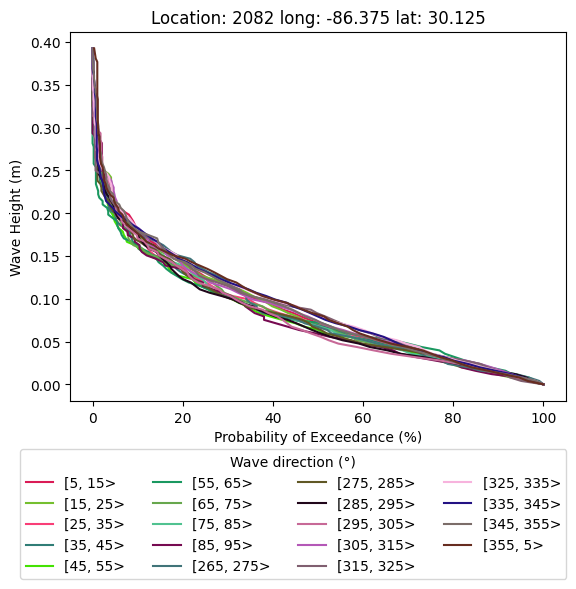 Location: 2082 long: -86.375 lat: 30.125
0.40
0.35
0.30
0.25
0.20
0.15
0.10
0.05
0.00
Wave Height (m)
0 20 40 60 80 100
Probability of Exceedance (%)
Wave direction (°)
[5, 15> [55, 65> [275, 285> [325, 335>
[15, 25> [65, 75> [285, 295> [335, 345>
[25, 35> [75, 85> [295, 305> [345, 355>
[35, 45> [85, 95> [305, 315> [355, 5>
[45, 55> [265, 275> [315, 325>